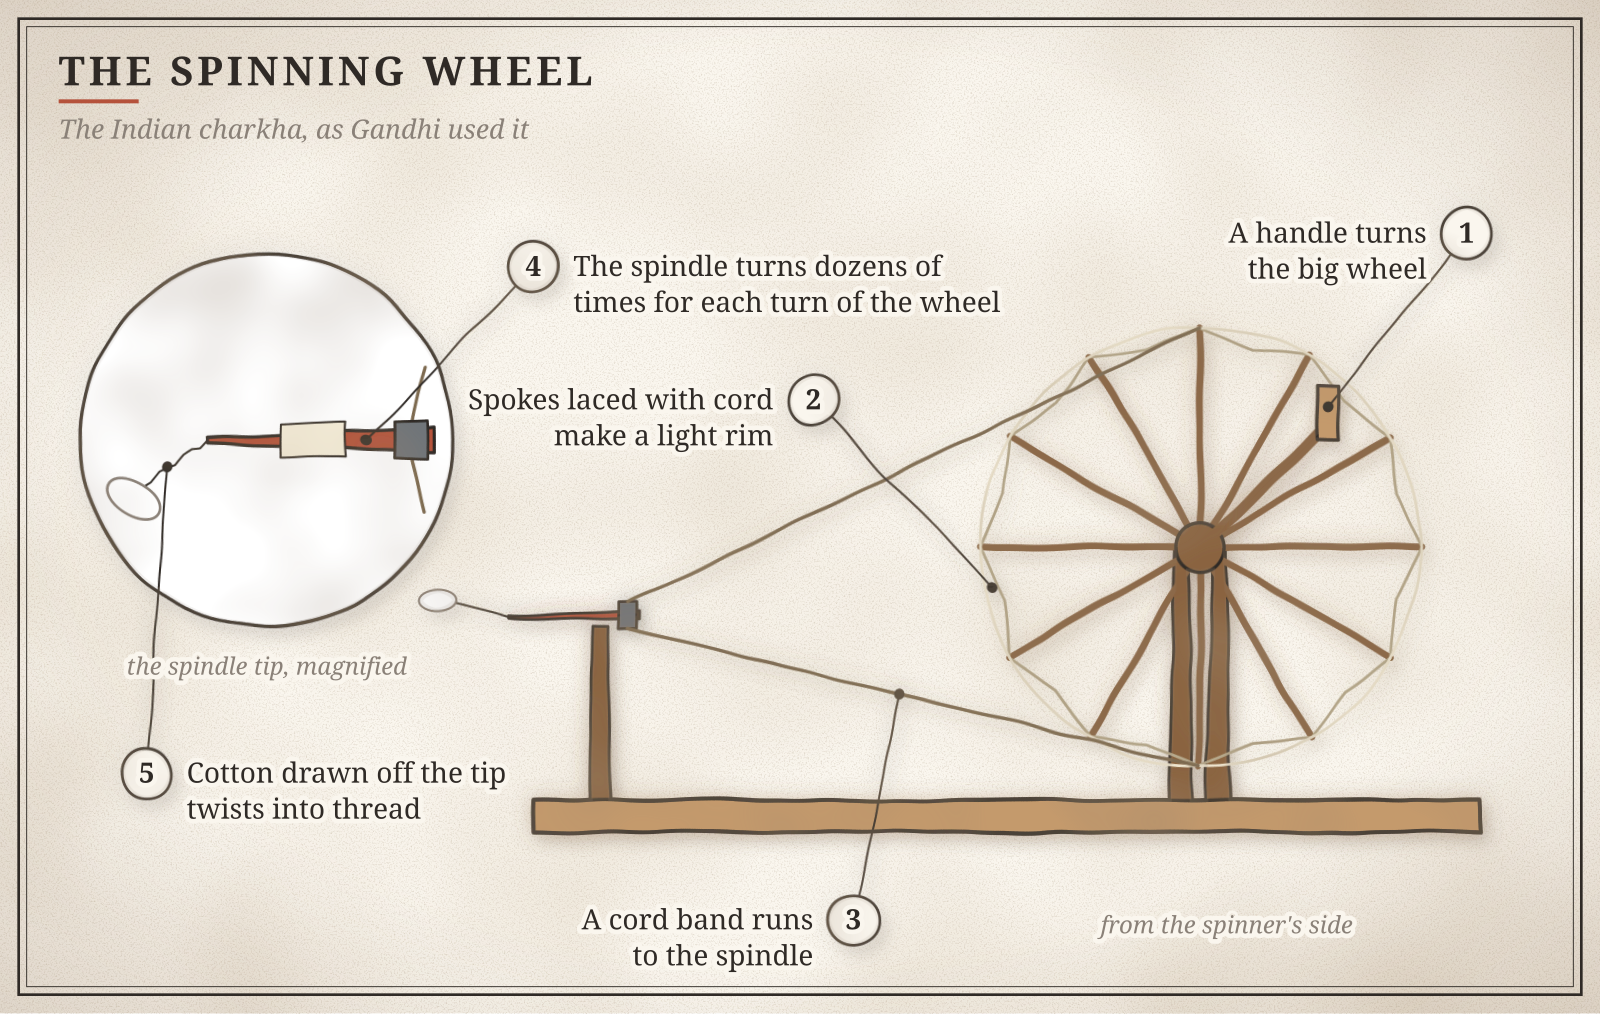 THE SPINNING WHEEL
The Indian charkha, as Gandhi used it
1
A handle turns
the big wheel
4
The spindle turns dozens of
times for each turn of the wheel
2
Spokes laced with cord
make a light rim
the spindle tip, magnified
5
Cotton drawn off the tip
twists into thread
3
A cord band runs
to the spindle
from the spinner's side